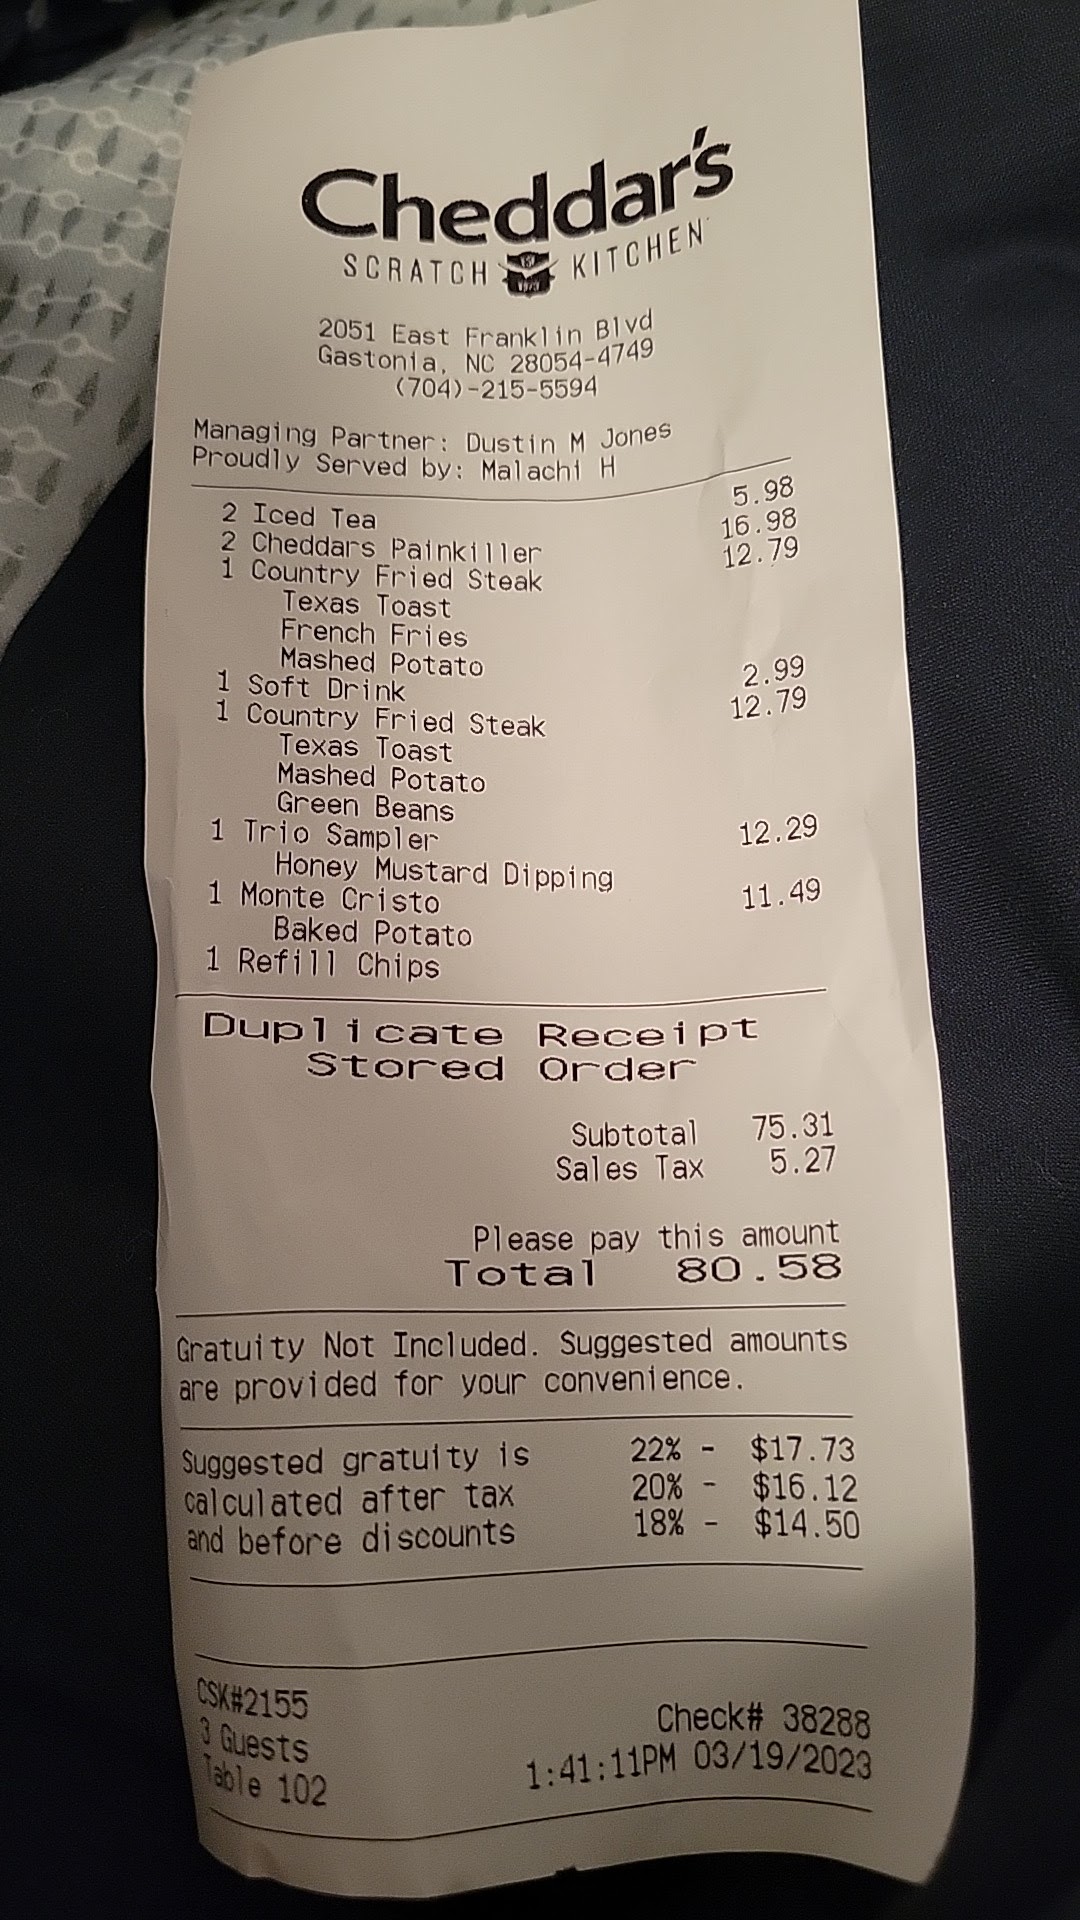 Cheddar's
SCRATCH KITCHEN
2051 East Franklin Blvd
Gastonia, NC 28054-4749
(704)-215-5594
Managing Partner: Dustin M Jones
Proudly Served by: Malachi H
2 Iced Tea 5.98
2 Cheddars Painkiller 16.98
1 Country Fried Steak 12.79
Texas Toast
French Fries
Mashed Potato
1 Soft Drink 2.99
1 Country Fried Steak 12.79
Texas Toast
Mashed Potato
Green Beans
1 Trio Sampler 12.29
Honey Mustard Dipping
1 Monte Cristo 11.49
Baked Potato
1 Refill Chips
Duplicate Receipt
Stored Order
Subtotal 75.31
Sales Tax 5.27
Please pay this amount
Total 80.58
Gratuity Not Included. Suggested amounts
are provided for your convenience.
Suggested gratuity is 22% - $17.73
calculated after tax 20% - $16.12
and before discounts 18% - $14.50
CSK#2155
3 Guests Check# 38288
Table 102 1:41:11PM 03/19/2023